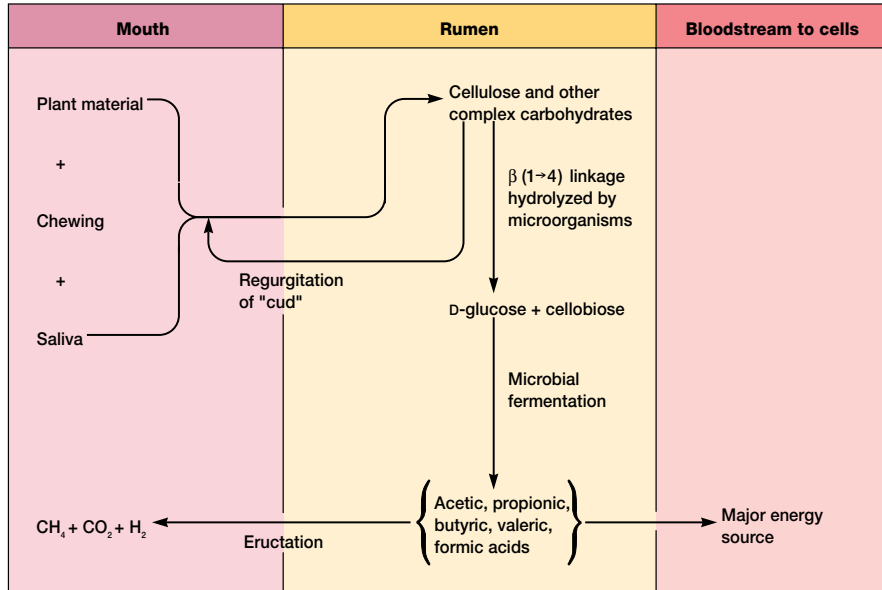 Mouth
Rumen
Bloodstream to cells
Plant material
+
Chewing
+
Saliva
Cellulose and other
complex carbohydrates
β (1→4) linkage
hydrolyzed by
microorganisms
Regurgitation
of "cud"
D-glucose + cellobiose
Microbial
fermentation
CH₄ + CO₂ + H₂
Eructation
Acetic, propionic,
butyric, valeric,
formic acids
Major energy
source